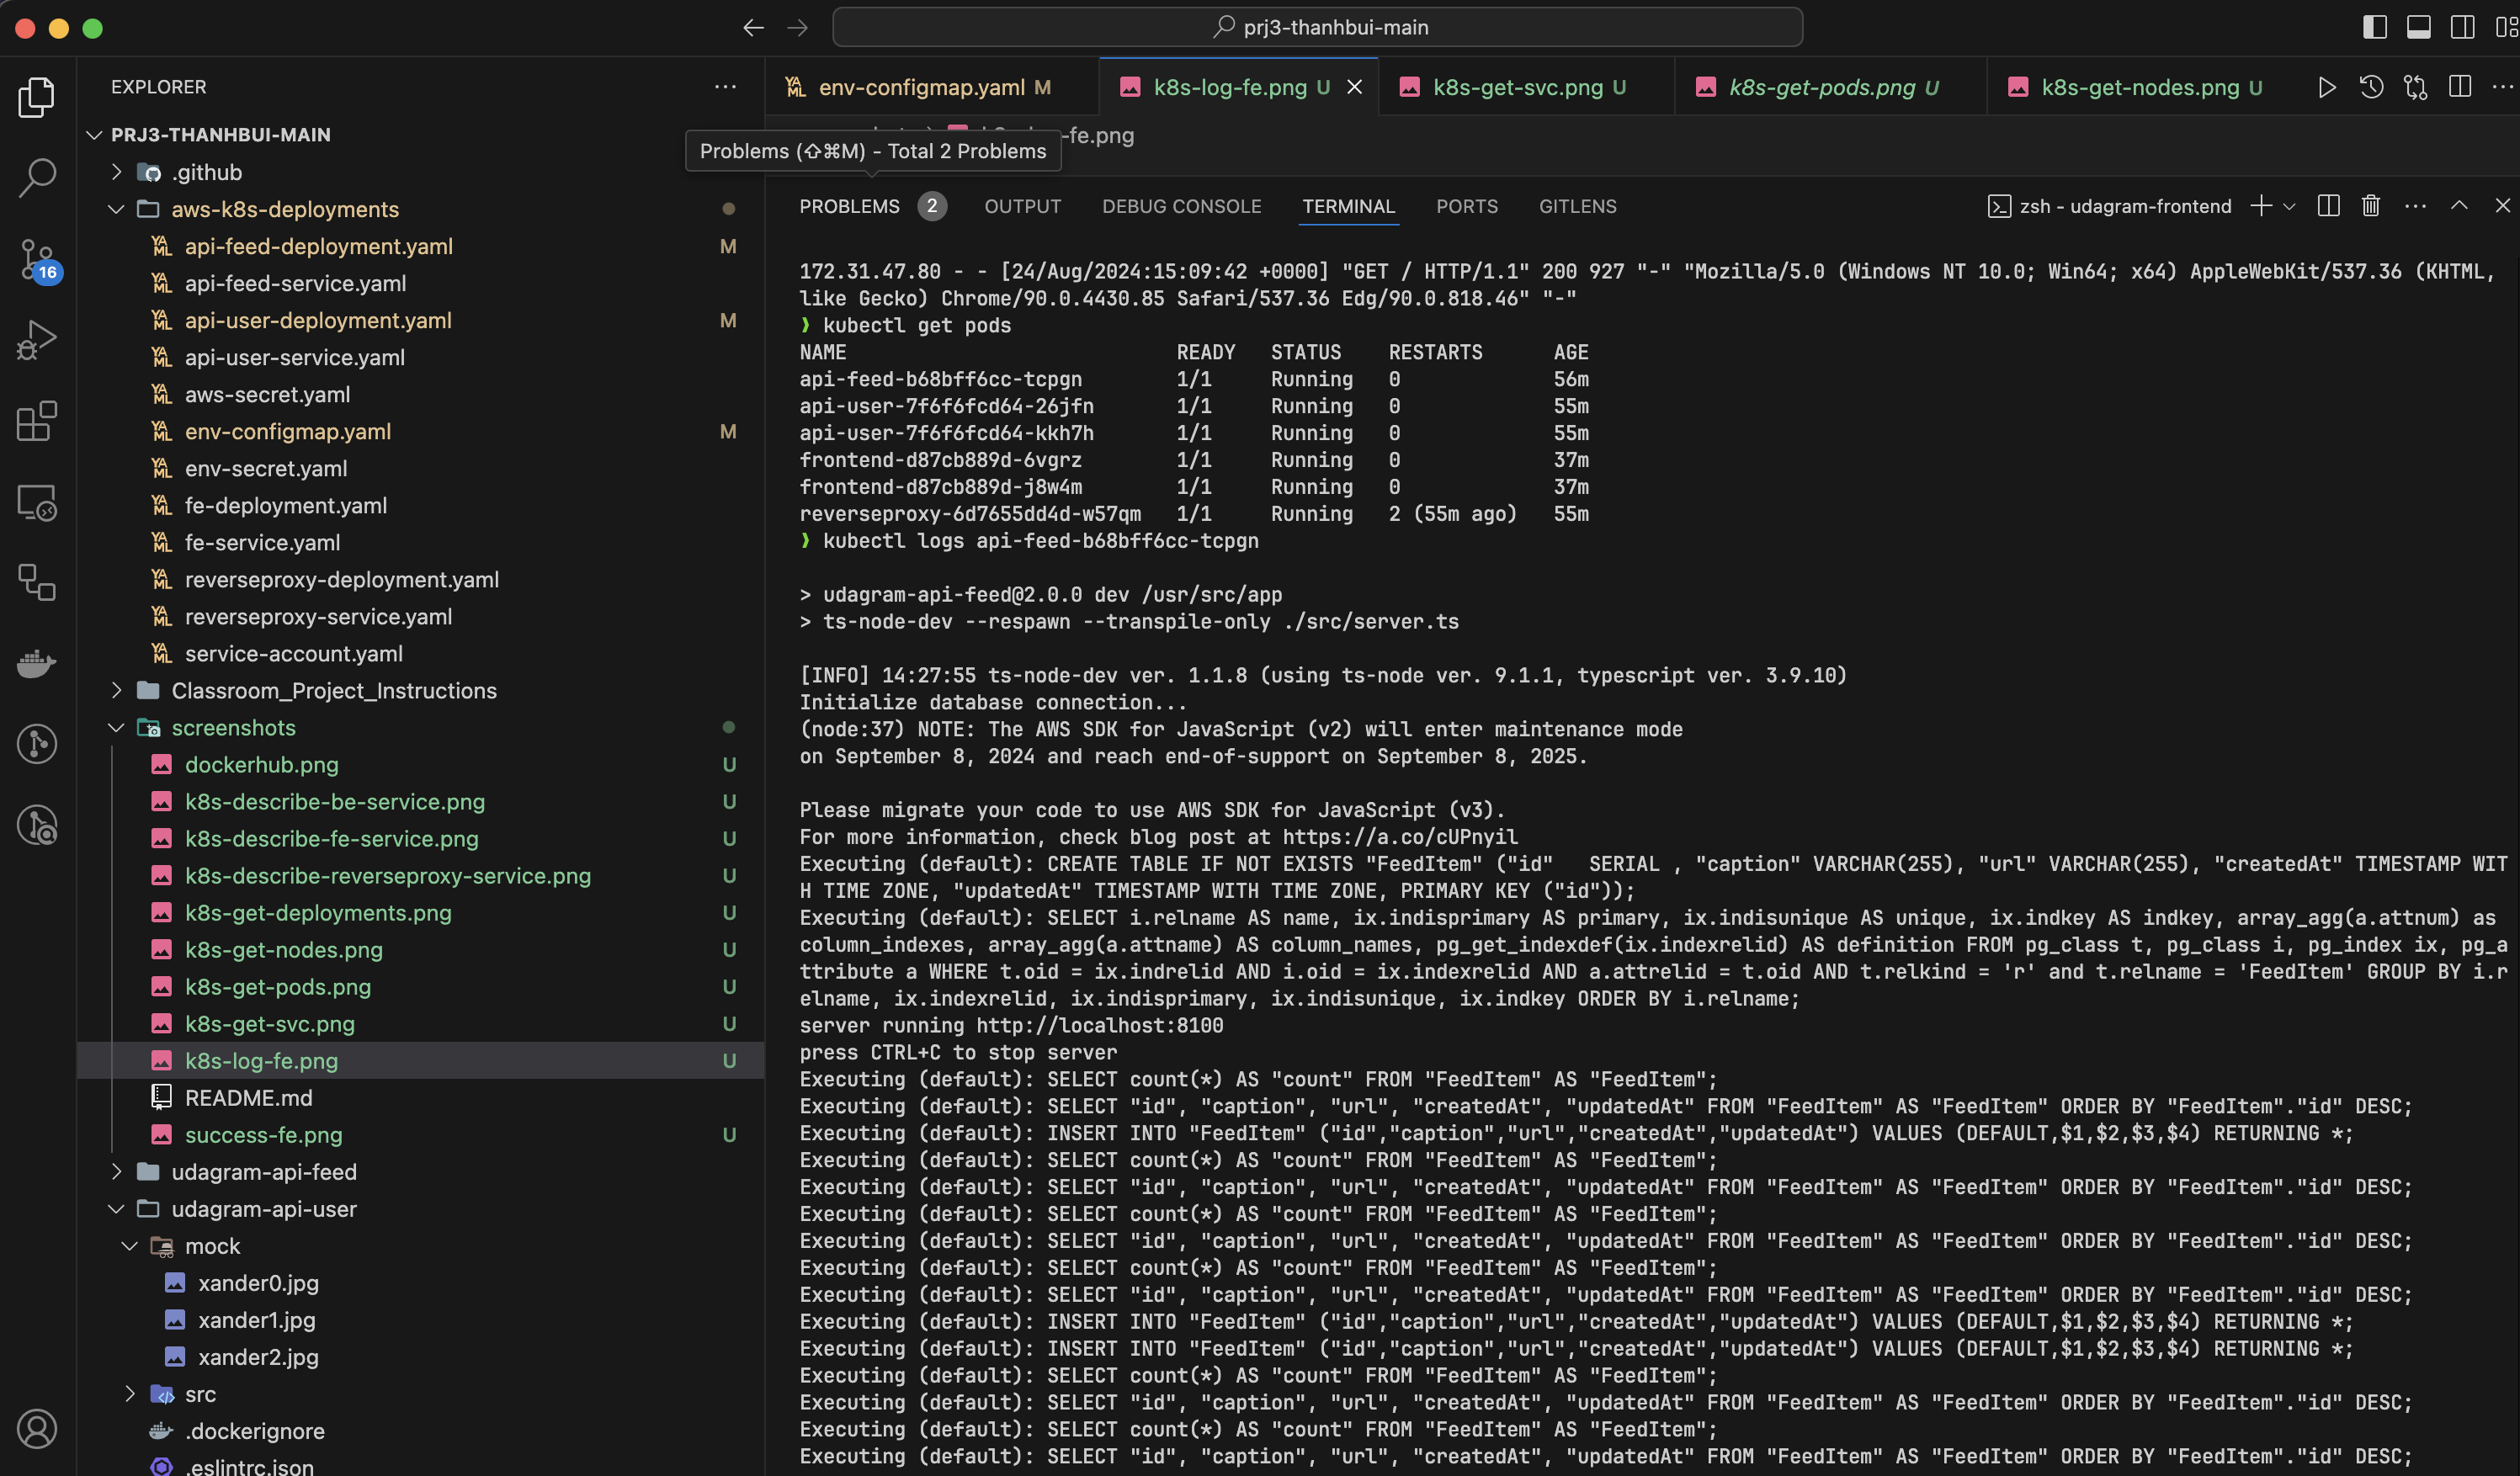 prj3-thanhbui-main
EXPLORER
PRJ3-THANHBUI-MAIN
.github
aws-k8s-deployments
api-feed-deployment.yaml M
api-feed-service.yaml
api-user-deployment.yaml M
api-user-service.yaml
aws-secret.yaml
env-configmap.yaml M
env-secret.yaml
fe-deployment.yaml
fe-service.yaml
reverseproxy-deployment.yaml
reverseproxy-service.yaml
service-account.yaml
Classroom_Project_Instructions
screenshots
dockerhub.png U
k8s-describe-be-service.png U
k8s-describe-fe-service.png U
k8s-describe-reverseproxy-service.png U
k8s-get-deployments.png U
k8s-get-nodes.png U
k8s-get-pods.png U
k8s-get-svc.png U
k8s-log-fe.png U
README.md
success-fe.png U
udagram-api-feed
udagram-api-user
mock
xander0.jpg
xander1.jpg
xander2.jpg
src
.dockerignore
.eslintrc.json
16
env-configmap.yaml M k8s-log-fe.png U k8s-get-svc.png U k8s-get-pods.png U k8s-get-nodes.png U
-fe.png
Problems (⇧⌘M) - Total 2 Problems
PROBLEMS 2 OUTPUT DEBUG CONSOLE TERMINAL PORTS GITLENS zsh - udagram-frontend
172.31.47.80 - - [24/Aug/2024:15:09:42 +0000] "GET / HTTP/1.1" 200 927 "-" "Mozilla/5.0 (Windows NT 10.0; Win64; x64) AppleWebKit/537.36 (KHTML,
like Gecko) Chrome/90.0.4430.85 Safari/537.36 Edg/90.0.818.46" "-"
❯ kubectl get pods
NAME READY STATUS RESTARTS AGE
api-feed-b68bff6cc-tcpgn 1/1 Running 0 56m
api-user-7f6f6fcd64-26jfn 1/1 Running 0 55m
api-user-7f6f6fcd64-kkh7h 1/1 Running 0 55m
frontend-d87cb889d-6vgrz 1/1 Running 0 37m
frontend-d87cb889d-j8w4m 1/1 Running 0 37m
reverseproxy-6d7655dd4d-w57qm 1/1 Running 2 (55m ago) 55m
❯ kubectl logs api-feed-b68bff6cc-tcpgn
> udagram-api-feed@2.0.0 dev /usr/src/app
> ts-node-dev --respawn --transpile-only ./src/server.ts
[INFO] 14:27:55 ts-node-dev ver. 1.1.8 (using ts-node ver. 9.1.1, typescript ver. 3.9.10)
Initialize database connection...
(node:37) NOTE: The AWS SDK for JavaScript (v2) will enter maintenance mode
on September 8, 2024 and reach end-of-support on September 8, 2025.
Please migrate your code to use AWS SDK for JavaScript (v3).
For more information, check blog post at https://a.co/cUPnyil
Executing (default): CREATE TABLE IF NOT EXISTS "FeedItem" ("id"   SERIAL , "caption" VARCHAR(255), "url" VARCHAR(255), "createdAt" TIMESTAMP WIT
H TIME ZONE, "updatedAt" TIMESTAMP WITH TIME ZONE, PRIMARY KEY ("id"));
Executing (default): SELECT i.relname AS name, ix.indisprimary AS primary, ix.indisunique AS unique, ix.indkey AS indkey, array_agg(a.attnum) as
column_indexes, array_agg(a.attname) AS column_names, pg_get_indexdef(ix.indexrelid) AS definition FROM pg_class t, pg_class i, pg_index ix, pg_a
ttribute a WHERE t.oid = ix.indrelid AND i.oid = ix.indexrelid AND a.attrelid = t.oid AND t.relkind = 'r' and t.relname = 'FeedItem' GROUP BY i.r
elname, ix.indexrelid, ix.indisprimary, ix.indisunique, ix.indkey ORDER BY i.relname;
server running http://localhost:8100
press CTRL+C to stop server
Executing (default): SELECT count(*) AS "count" FROM "FeedItem" AS "FeedItem";
Executing (default): SELECT "id", "caption", "url", "createdAt", "updatedAt" FROM "FeedItem" AS "FeedItem" ORDER BY "FeedItem"."id" DESC;
Executing (default): INSERT INTO "FeedItem" ("id","caption","url","createdAt","updatedAt") VALUES (DEFAULT,$1,$2,$3,$4) RETURNING *;
Executing (default): SELECT count(*) AS "count" FROM "FeedItem" AS "FeedItem";
Executing (default): SELECT "id", "caption", "url", "createdAt", "updatedAt" FROM "FeedItem" AS "FeedItem" ORDER BY "FeedItem"."id" DESC;
Executing (default): SELECT count(*) AS "count" FROM "FeedItem" AS "FeedItem";
Executing (default): SELECT "id", "caption", "url", "createdAt", "updatedAt" FROM "FeedItem" AS "FeedItem" ORDER BY "FeedItem"."id" DESC;
Executing (default): SELECT count(*) AS "count" FROM "FeedItem" AS "FeedItem";
Executing (default): SELECT "id", "caption", "url", "createdAt", "updatedAt" FROM "FeedItem" AS "FeedItem" ORDER BY "FeedItem"."id" DESC;
Executing (default): INSERT INTO "FeedItem" ("id","caption","url","createdAt","updatedAt") VALUES (DEFAULT,$1,$2,$3,$4) RETURNING *;
Executing (default): INSERT INTO "FeedItem" ("id","caption","url","createdAt","updatedAt") VALUES (DEFAULT,$1,$2,$3,$4) RETURNING *;
Executing (default): SELECT count(*) AS "count" FROM "FeedItem" AS "FeedItem";
Executing (default): SELECT "id", "caption", "url", "createdAt", "updatedAt" FROM "FeedItem" AS "FeedItem" ORDER BY "FeedItem"."id" DESC;
Executing (default): SELECT count(*) AS "count" FROM "FeedItem" AS "FeedItem";
Executing (default): SELECT "id", "caption", "url", "createdAt", "updatedAt" FROM "FeedItem" AS "FeedItem" ORDER BY "FeedItem"."id" DESC;